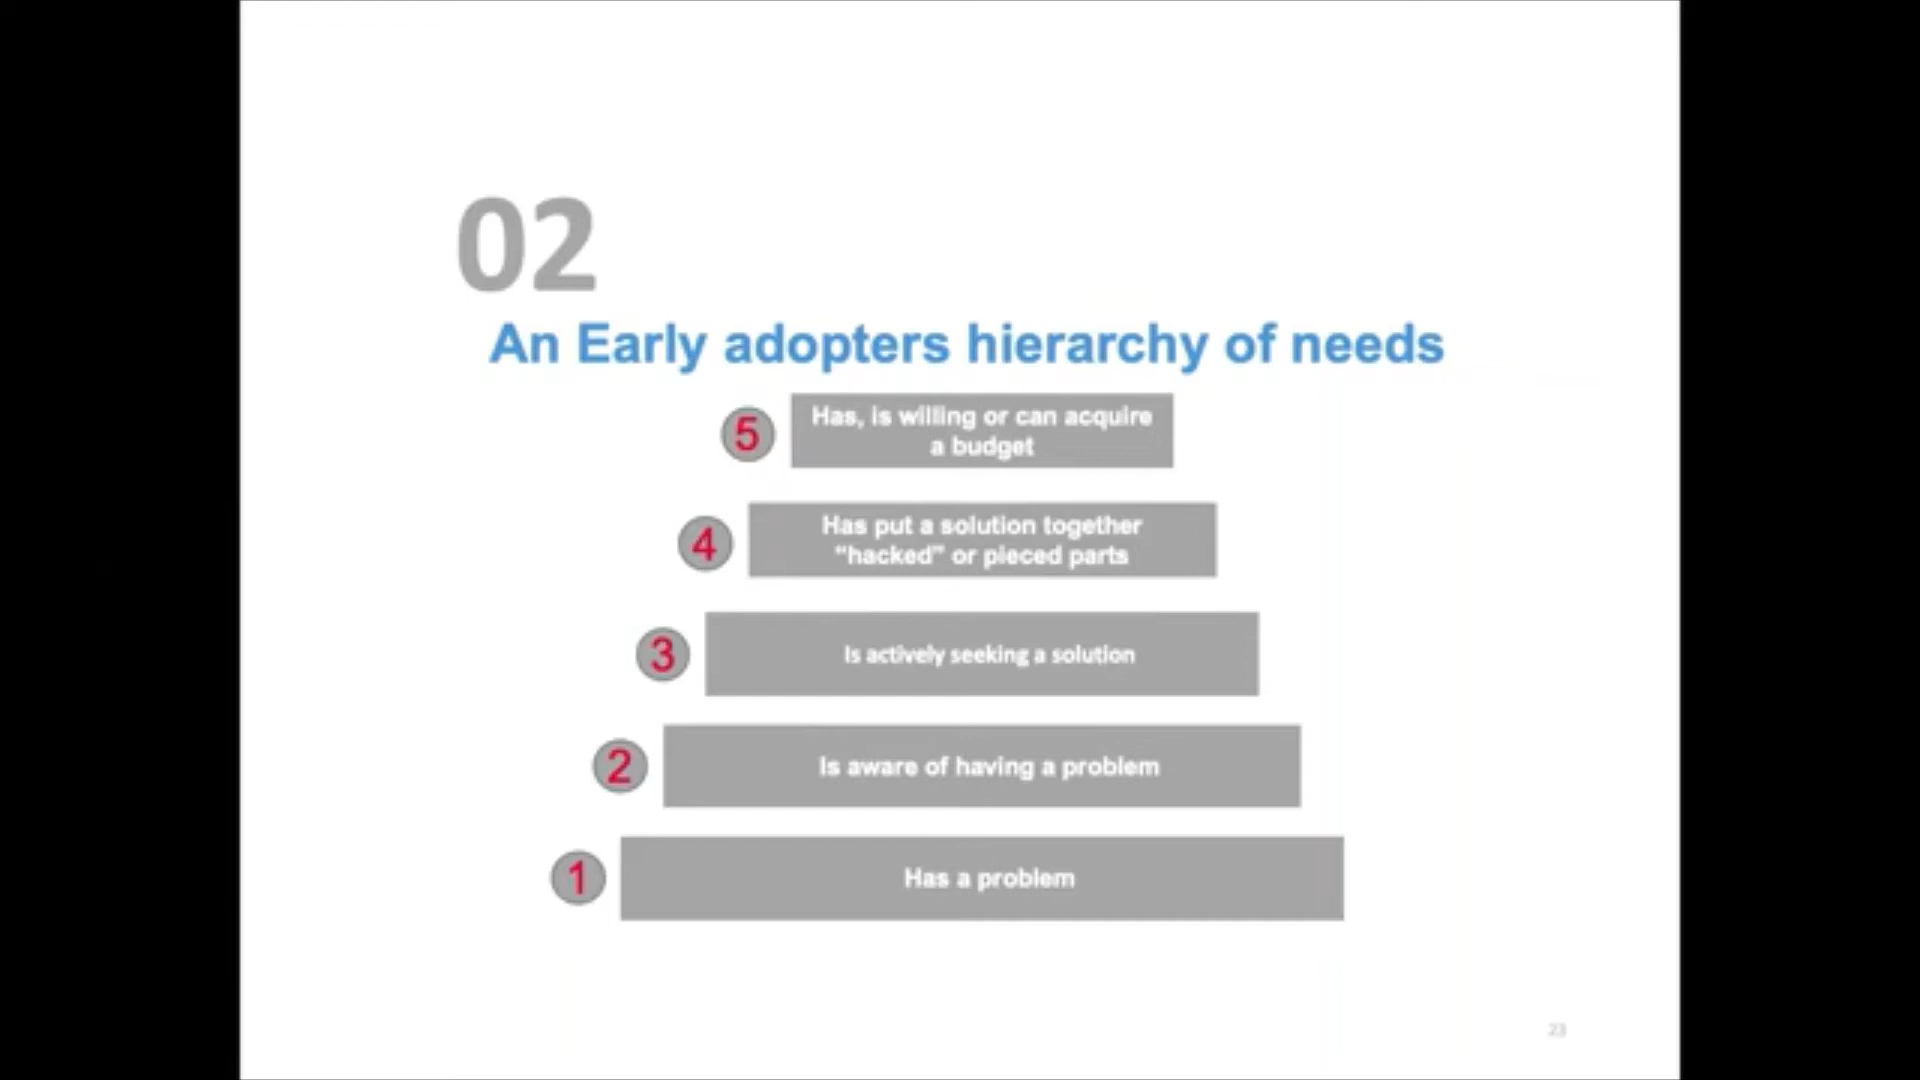 02
An Early adopters hierarchy of needs
5
Has, is willing or can acquire
a budget
4
Has put a solution together
“hacked” or pieced parts
3
Is actively seeking a solution
2
Is aware of having a problem
1
Has a problem
23